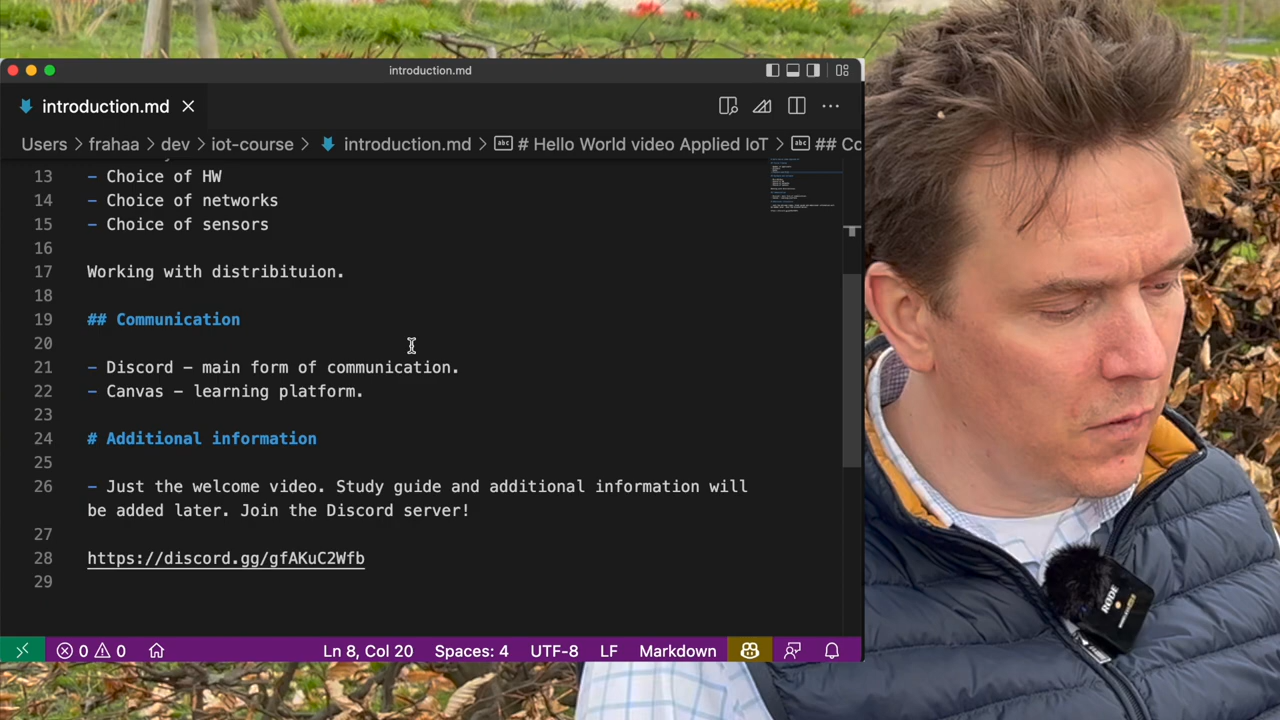 introduction.md
introduction.md
Users > frahaa > dev > iot-course > introduction.md > # Hello World video Applied IoT > ## Co
13 - Choice of HW
14 - Choice of networks
15 - Choice of sensors
16
17 Working with distribituion.
18
19 ## Communication
20
21 - Discord – main form of communication.
22 - Canvas – learning platform.
23
24 # Additional information
25
26 - Just the welcome video. Study guide and additional information will
be added later. Join the Discord server!
27
28 https://discord.gg/gfAKuC2Wfb
29
RØDE
0 0 Ln 8, Col 20 Spaces: 4 UTF-8 LF Markdown